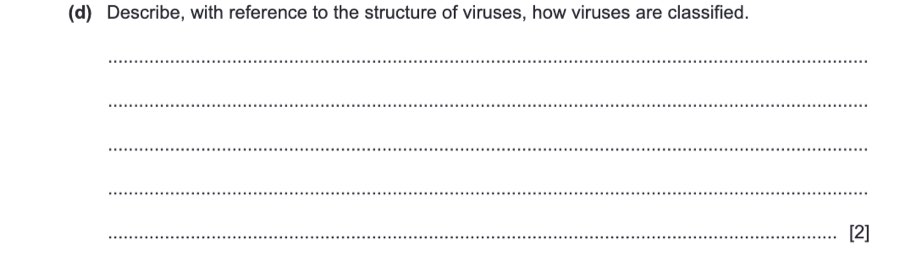 (d) Describe, with reference to the structure of viruses, how viruses are classified.
[2]